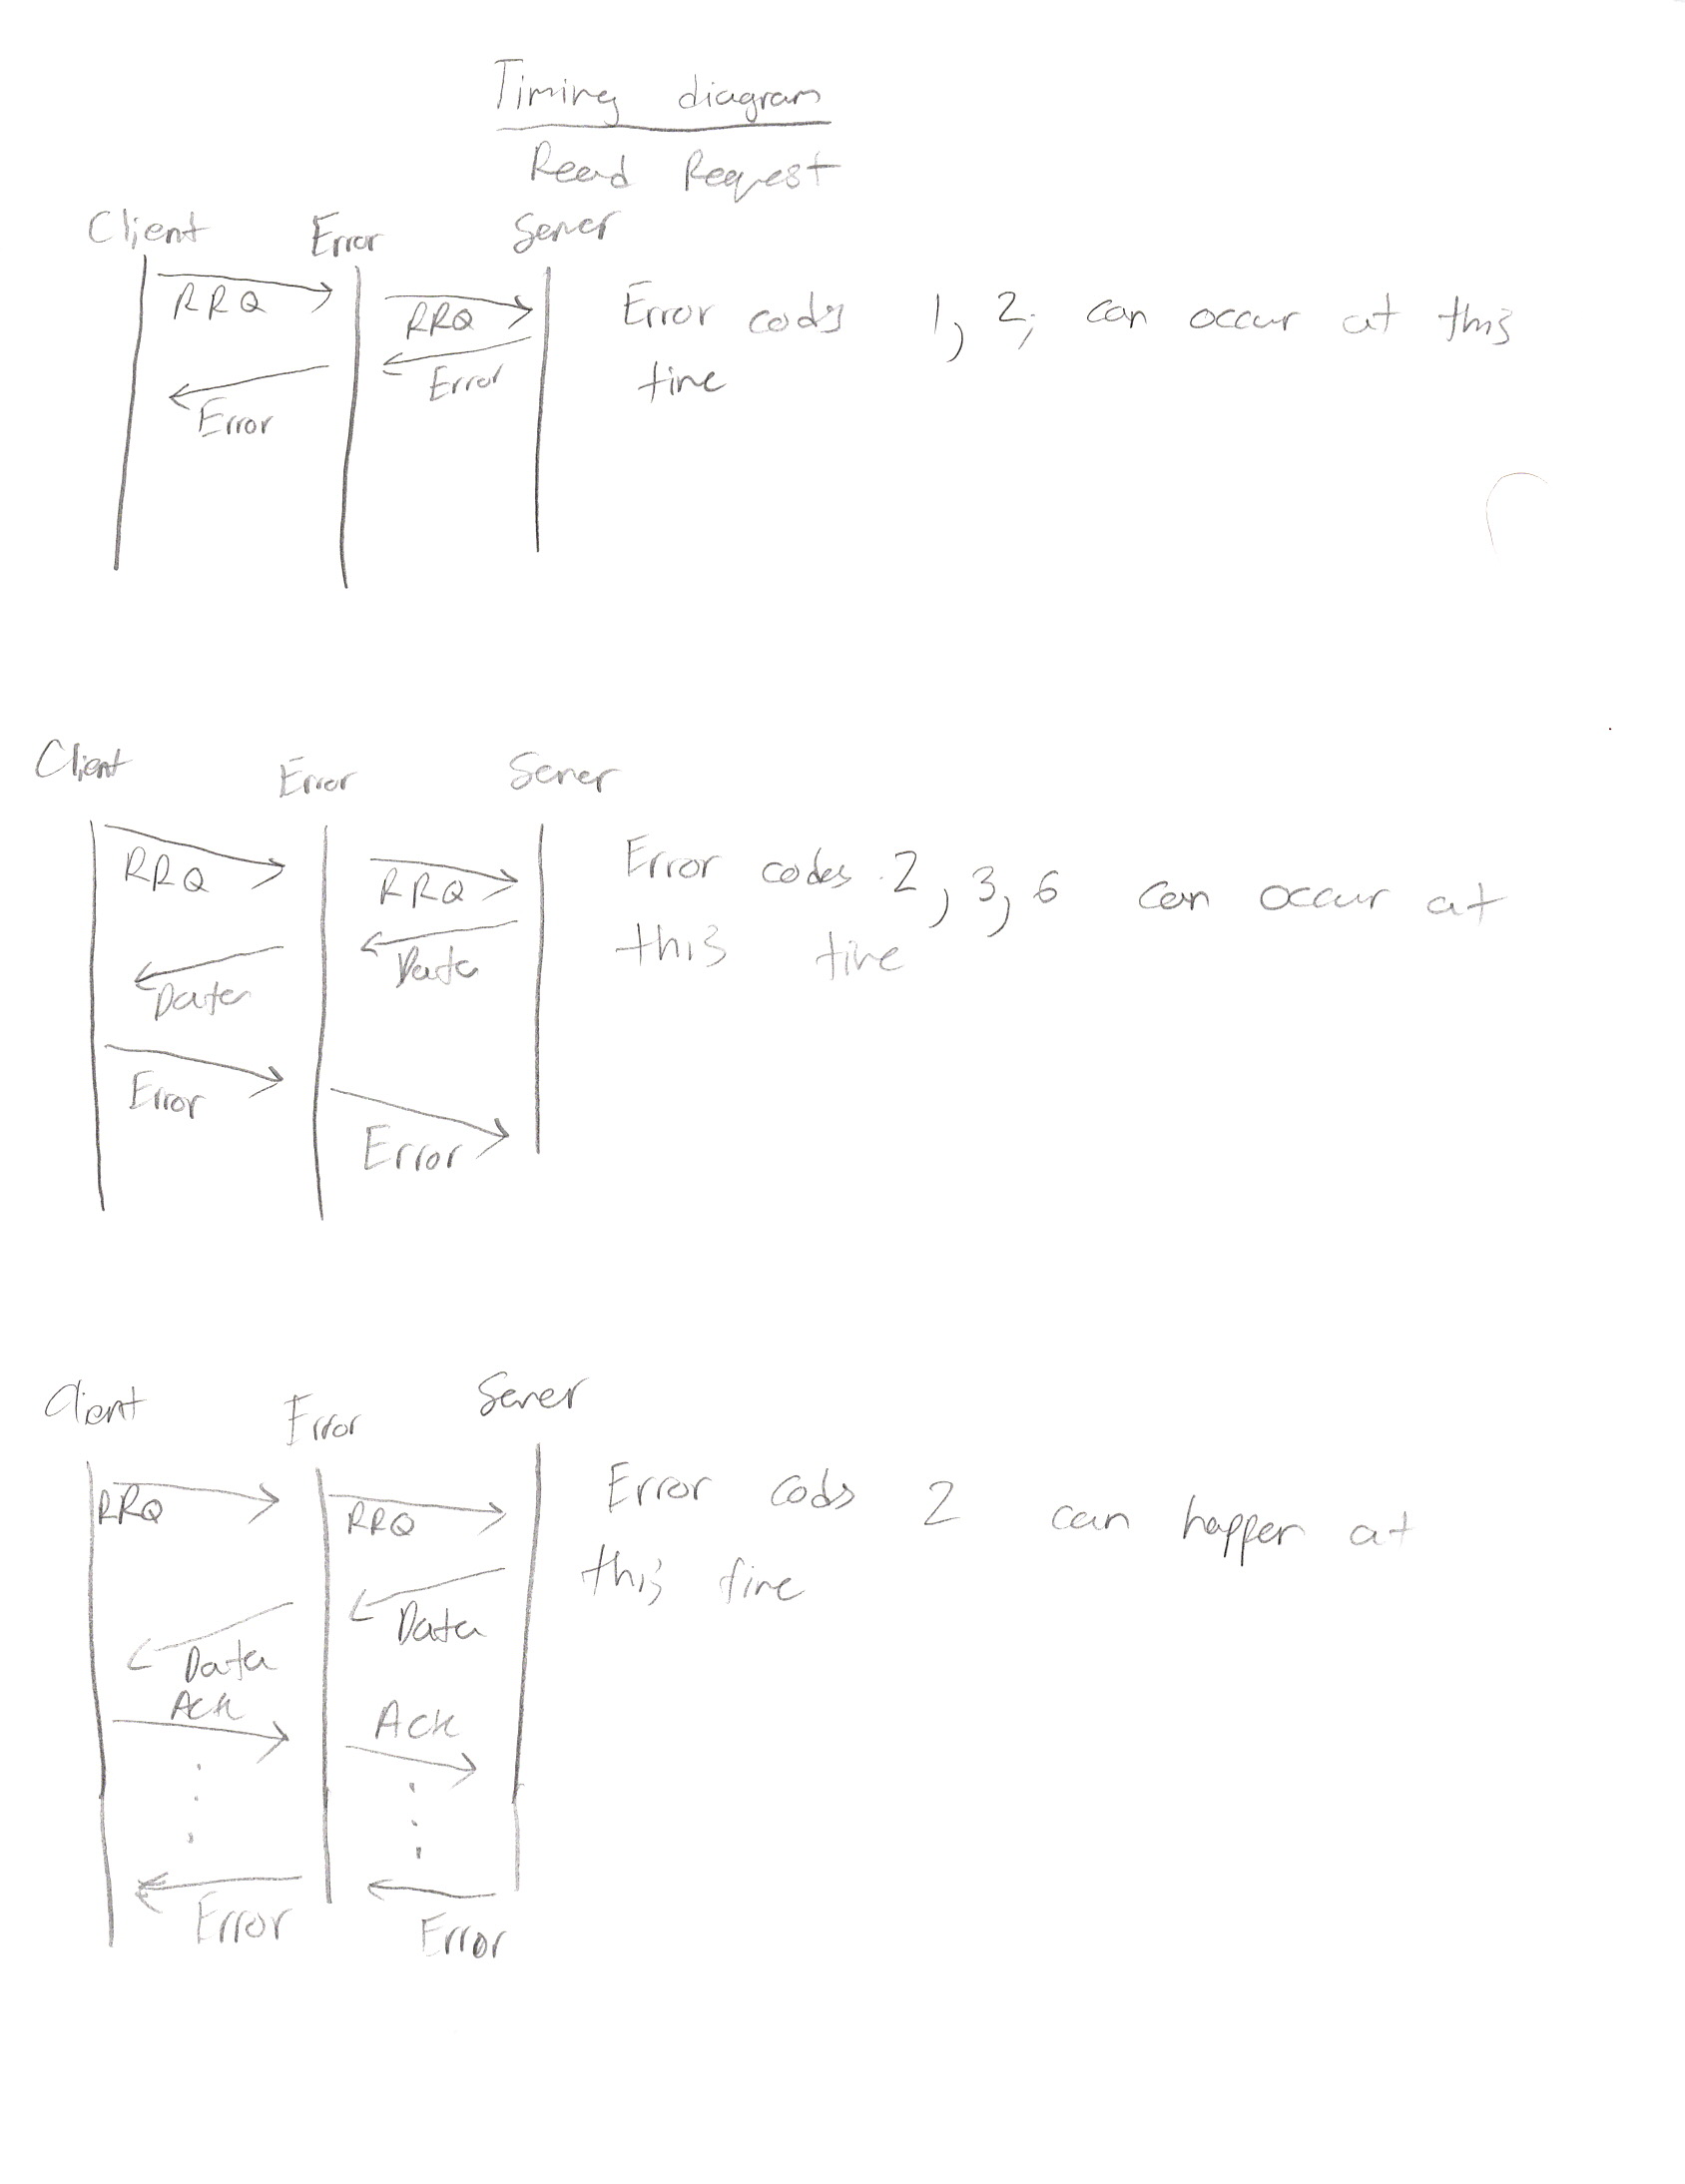 Timing diagram
Read Request
Client Error Server
RRQ RRQ Error codes 1, 2, can occur at this
Error time
Error
Client Error Server
RRQ RRQ Error codes 2, 3, 6 can occur at
Data this time
Data
Error
Error
Client Error Server
RRQ RRQ Error codes 2 can happen at
this time
Data
Data
Ack Ack
Error Error